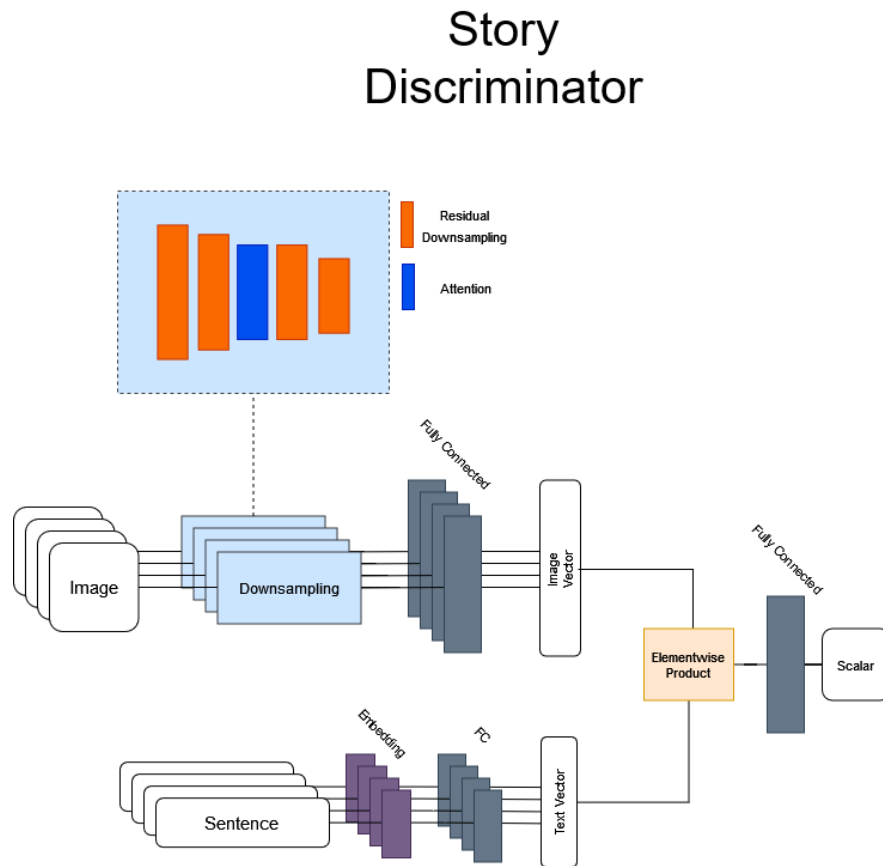 Story
Discriminator
Residual
Downsampling
Attention
Fully Connected
Fully Connected
Image
Downsampling
Image
Vector
Elementwise
Product
Scalar
Embedding
FC
Sentence
Text Vector